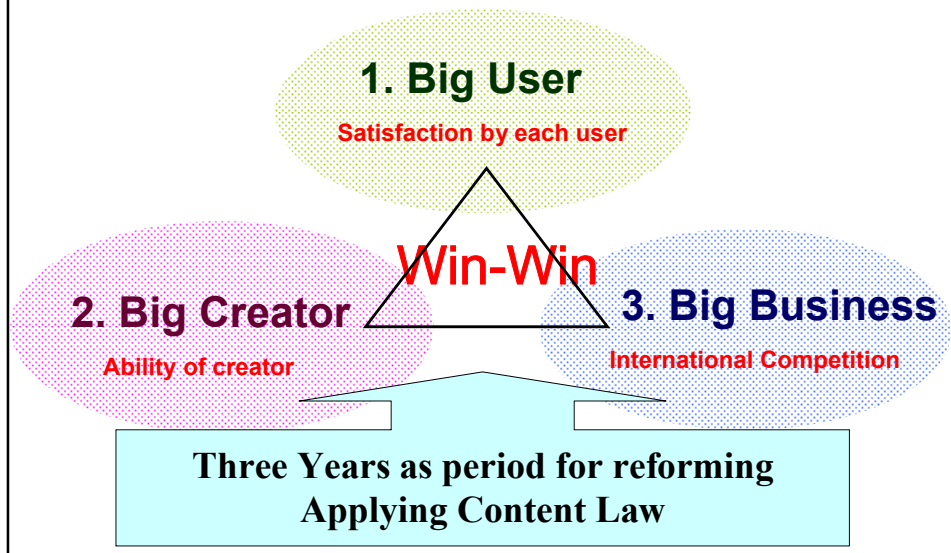 1. Big User
Satisfaction by each user
Win-Win
2. Big Creator
Ability of creator
3. Big Business
International Competition
Three Years as period for reforming
Applying Content Law